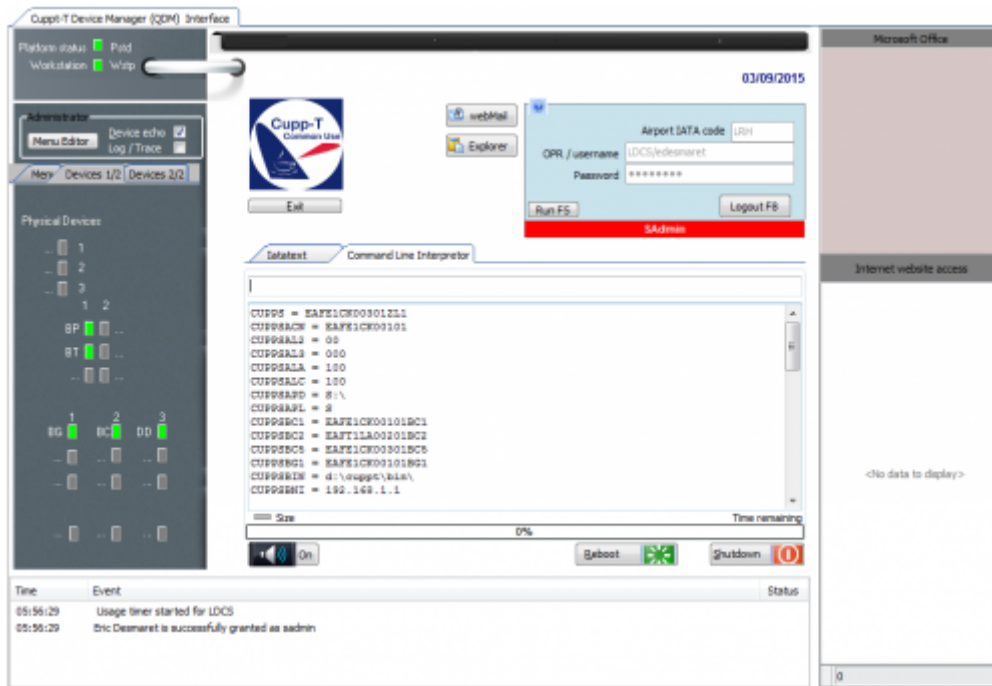 Cuppt-T Device Manager (QDM) Interface
Platform status Pstd
Workstation Wstp
Administrator
Menu Editor
Device echo
Log / Trace
Devices 1/2
Devices 2/2
Physical Devices
... 1
... 2
... 3
1 2
BP ...
BT ...
... ...
1 2 3
BG BC DD
... ... ...
... ... ...
... ... ...
03/09/2015
Cupp-T
Common Use
Exit
webMail
Explorer
Airport IATA code LRH
OPR / username LDCS/edesmaret
Password ********
Run F5
Logout F8
SAdmin
Datatext
Command Line Interpretor
CUPPS = EAFE1CK00301ZL1
CUPPSACN = EAFE1CK00101
CUPPSAL2 = 00
CUPPSAL3 = 000
CUPPSALA = 100
CUPPSALC = 100
CUPPSAPD = S:\
CUPPSAPL = S
CUPPSBC1 = EAFE1CK00101BC1
CUPPSBC2 = EAFT1LA00201BC2
CUPPSBC5 = EAFE1CK00301BC5
CUPPSBG1 = EAFE1CK00101BG1
CUPPSBIN = d:\cuppt\bin\
CUPPSBNI = 192.168.1.1
Size
Time remaining
0%
On
Reboot
Shutdown
Time Event Status
05:56:29 Usage timer started for LDCS
05:56:29 Eric Desmaret is successfully granted as sadmin
Microsoft Office
Internet website access
<No data to display>
0